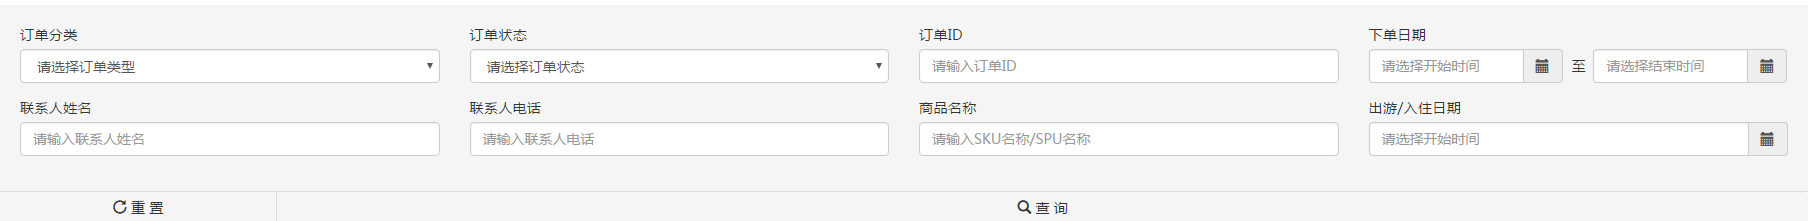 订单分类 订单状态 订单ID 下单日期
请选择订单类型 请选择订单状态 请输入订单ID 请选择开始时间 至 请选择结束时间
联系人姓名 联系人电话 商品名称 出游/入住日期
请输入联系人姓名 请输入联系人电话 请输入SKU名称/SPU名称 请选择开始时间
重 置 查 询